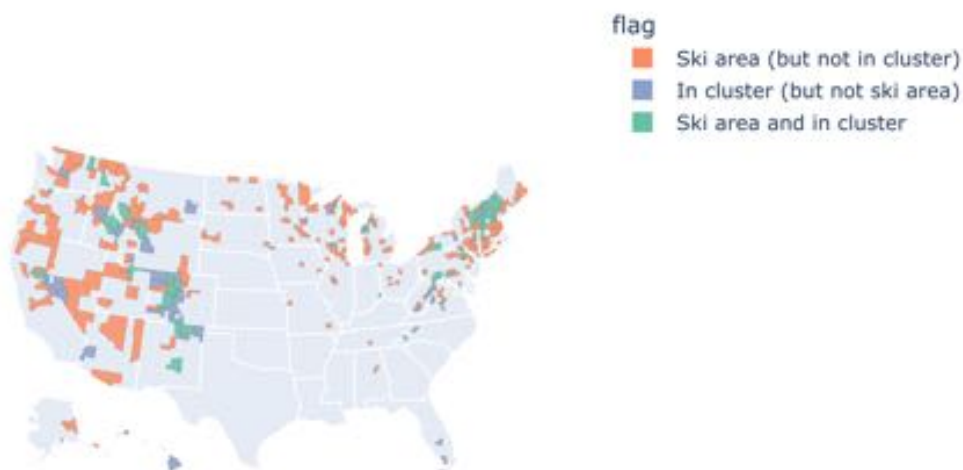 flag
Ski area (but not in cluster)
In cluster (but not ski area)
Ski area and in cluster